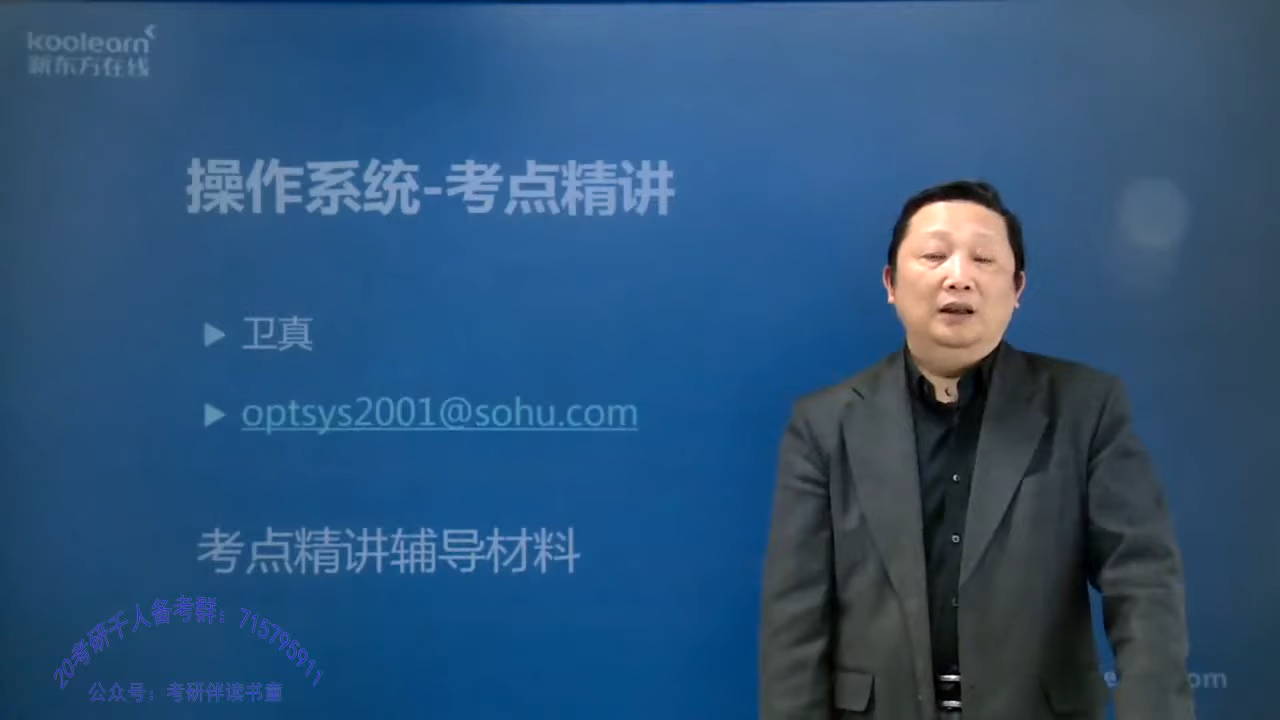 koolearn
新东方在线
操作系统-考点精讲
卫真
optsys2001@sohu.com
考点精讲辅导材料
20考研千人备考群：715795911
公众号：考研伴读书童